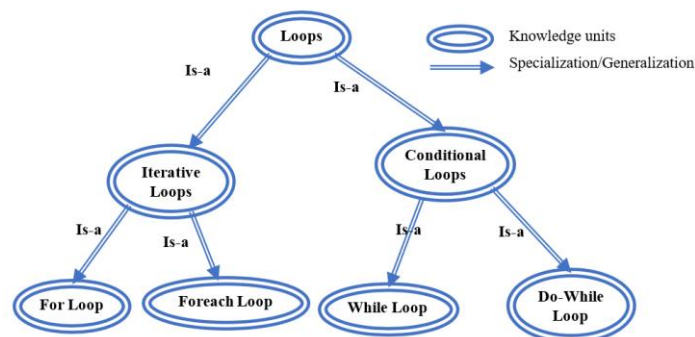 Loops
Knowledge units
Specialization/Generalization
Is-a
Is-a
Iterative
Loops
Conditional
Loops
Is-a
Is-a
Is-a
Is-a
For Loop
Foreach Loop
While Loop
Do-While
Loop